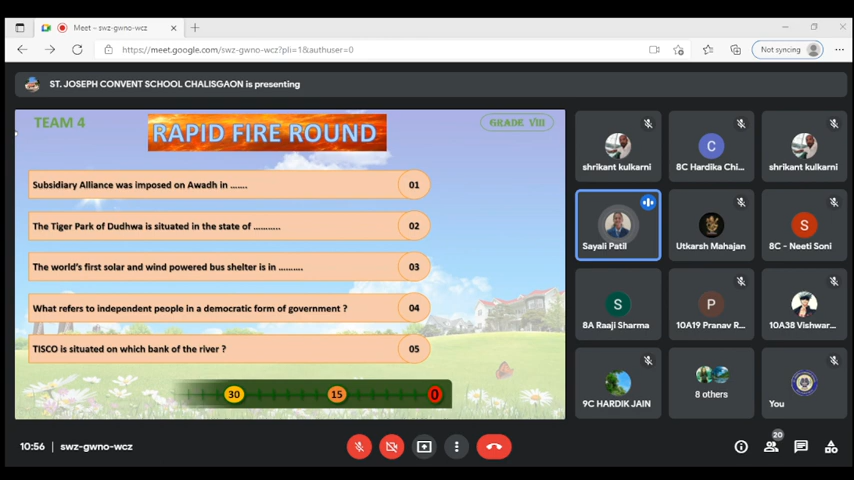 Meet – swz-gwno-wcz
https://meet.google.com/swz-gwno-wcz?pli=1&authuser=0
Not syncing
ST. JOSEPH CONVENT SCHOOL CHALISGAON is presenting
TEAM 4
RAPID FIRE ROUND
GRADE VIII
Subsidiary Alliance was imposed on Awadh in .......
01
The Tiger Park of Dudhwa is situated in the state of ...........
02
The world's first solar and wind powered bus shelter is in ..........
03
What refers to independent people in a democratic form of government ?
04
TISCO is situated on which bank of the river ?
05
30
15
0
shrikant kulkarni
C
8C Hardika Chi...
shrikant kulkarni
Sayali Patil
Utkarsh Mahajan
S
8C - Neeti Soni
S
8A Raaji Sharma
P
10A19 Pranav R...
10A38 Vishwar...
9C HARDIK JAIN
8 others
You
10:56 | swz-gwno-wcz
20